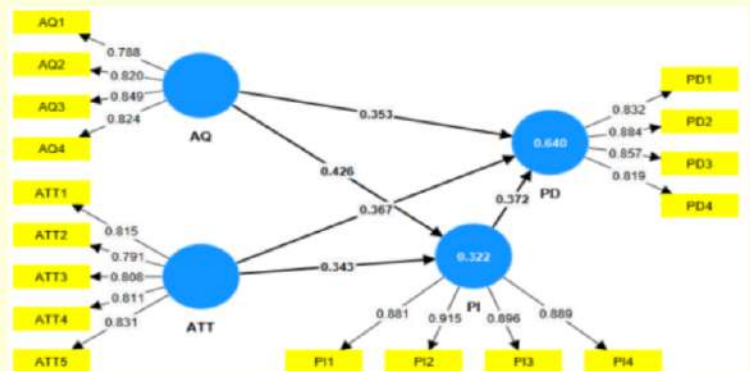 AQ1
AQ2
AQ3
AQ4
0.788
0.820
0.849
0.824
AQ
ATT1
ATT2
ATT3
ATT4
ATT5
0.815
0.791
0.808
0.811
0.831
ATT
0.353
0.426
0.367
0.343
0.372
0.640
PD
0.832
0.884
0.857
0.819
PD1
PD2
PD3
PD4
0.322
PI
0.881
0.915
0.896
0.889
PI1
PI2
PI3
PI4